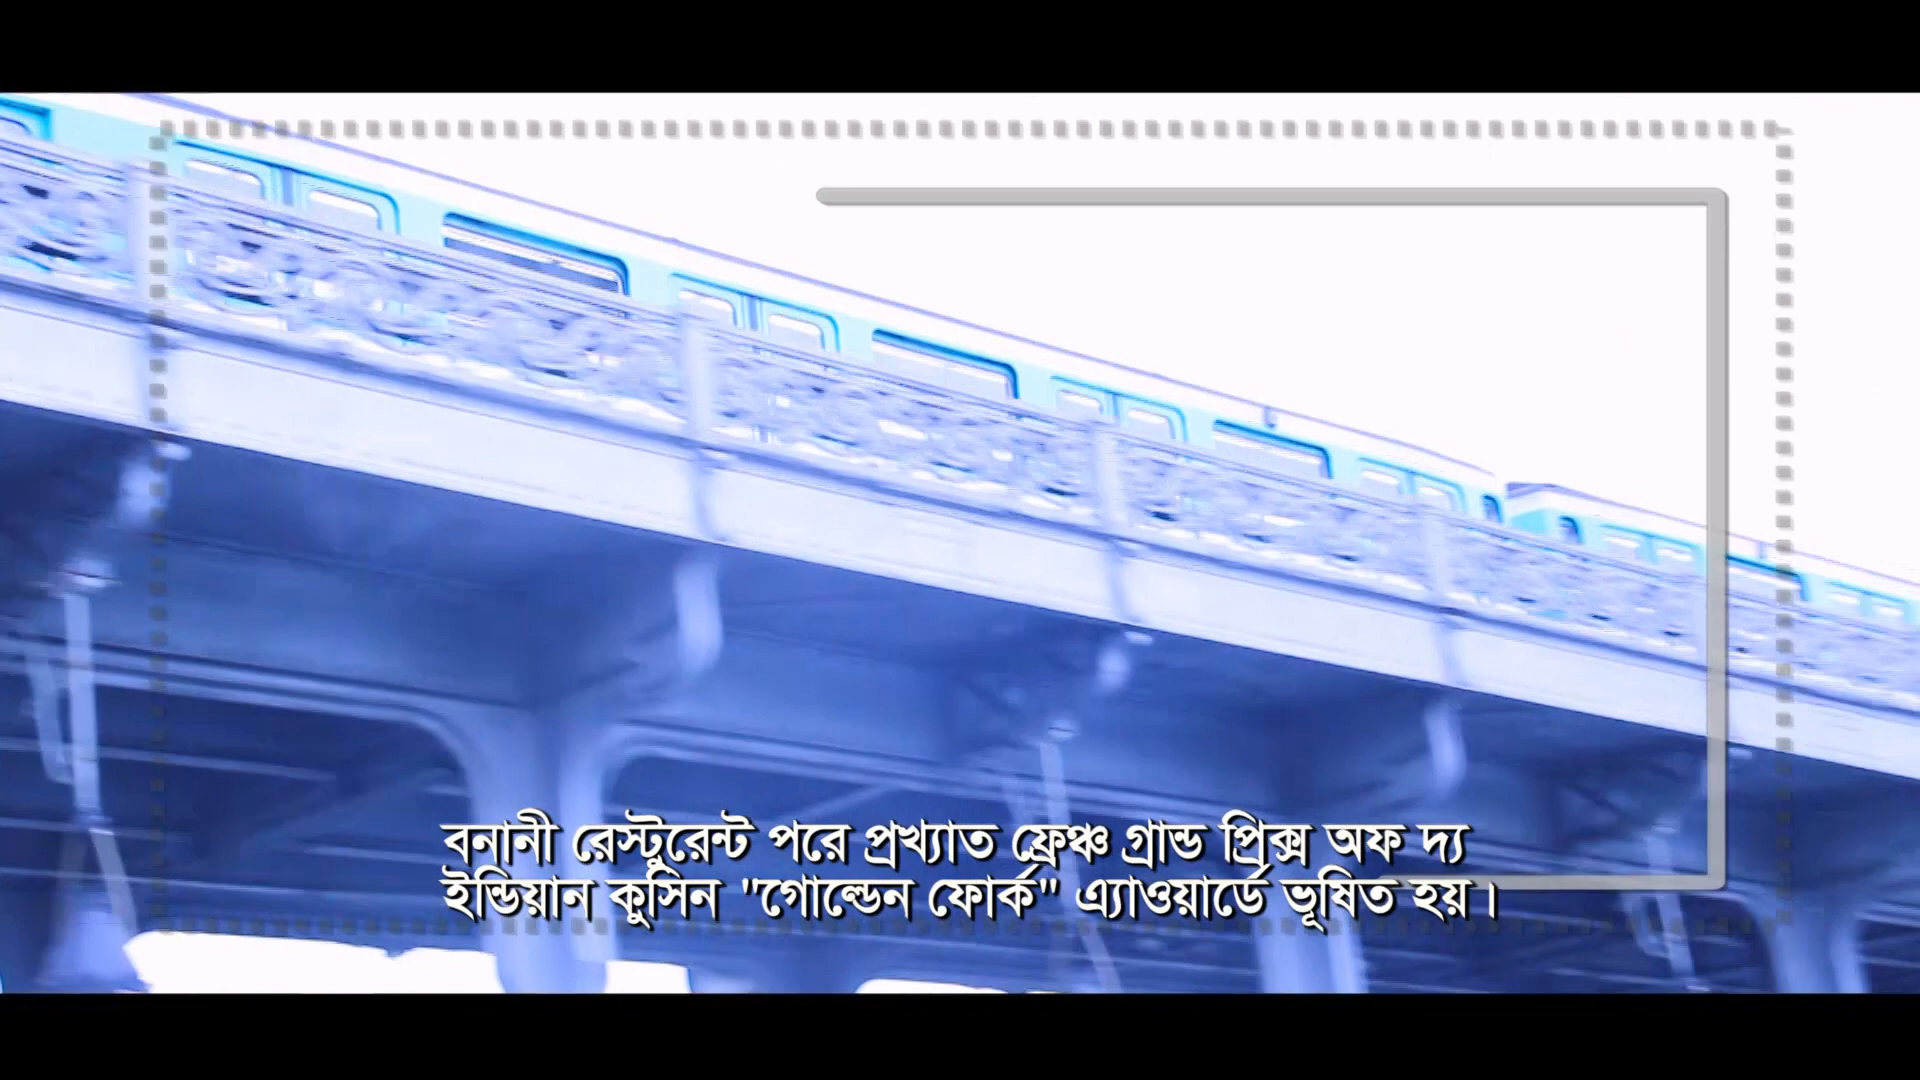 বনানী রেস্টুরেন্ট পরে প্রখ্যাত ফ্রেঞ্চ গ্রান্ড প্রিক্স অফ দ্য
ইন্ডিয়ান কুসিন "গোল্ডেন ফোর্ক" এ্যাওয়ার্ডে ভূষিত হয়।